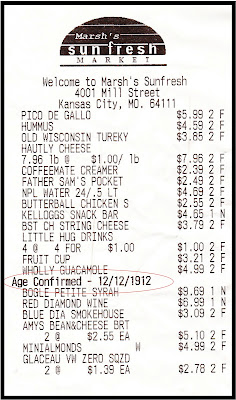 Marsh's
sunfresh
MARKET
Welcome to Marsh's Sunfresh
4001 Mill Street
Kansas City, MO. 64111
PICO DE GALLO $5.99 2 F
HUMMUS $4.59 2 F
OLD WISCONSIN TUREKY $3.85 2 F
HAUTLY CHEESE
7.96 lb @ $1.00/ lb $7.96 2 F
COFFEEMATE CREAMER $2.39 2 F
FATHER SAM'S POCKET $2.49 2 F
NPL WATER 24/.5 LT $4.69 2 F
BUTTERBALL CHICKEN S $2.55 2 F
KELLOGGS SNACK BAR $4.65 1 N
BST CH STRING CHEESE $3.79 2 F
LITTLE HUG DRINKS
4 @ 4 FOR $1.00 $1.00 2 F
FRUIT CUP $3.21 2 F
WHOLLY GUACAMOLE $4.99 2 F
Age Confirmed - 12/12/1912
BOGLE PETITE SYRAH $9.69 1 N
RED DIAMOND WINE $6.99 1 N
BLUE DIA SMOKEHOUSE $3.09 2 F
AMYS BEAN&CHEESE BRT
2 @ $2.55 EA $5.10 2 F
MINIALMONDS W $4.99 2 F
GLACEAU VW ZERO SQZD
2 @ $1.39 EA $2.78 2 F